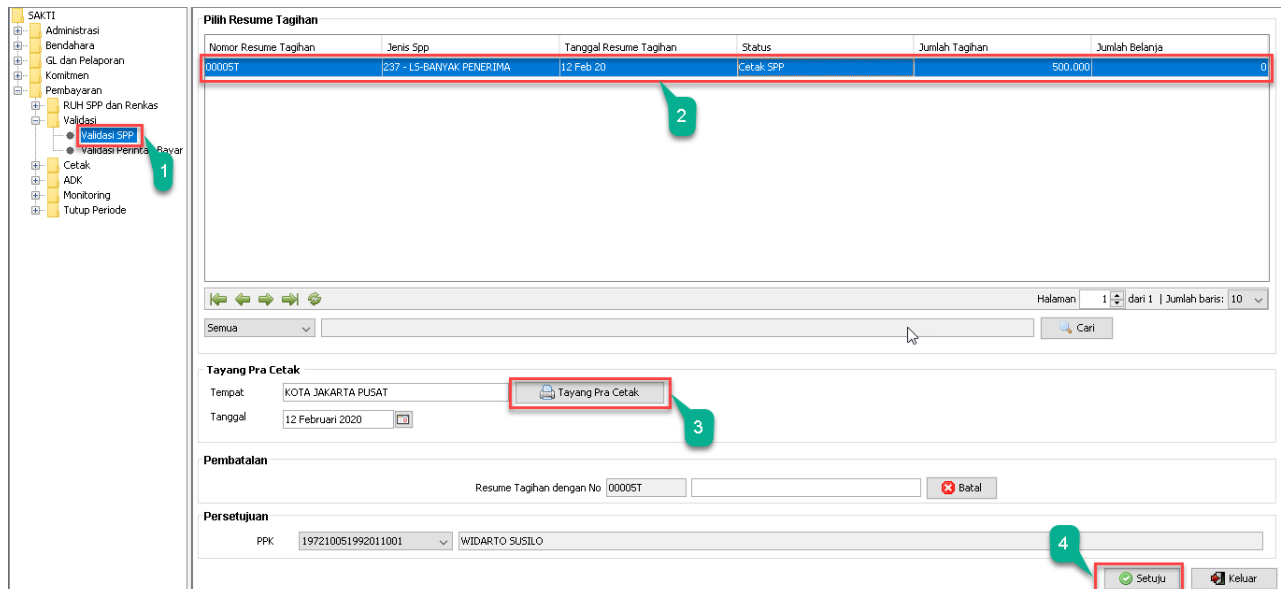 SAKTI
Administrasi
Bendahara
GL dan Pelaporan
Komitmen
Pembayaran
RUH SPP dan Renkas
Validasi
Validasi SPP
Validasi Perintah Bayar
Cetak
ADK
Monitoring
Tutup Periode
1
Pilih Resume Tagihan
Nomor Resume Tagihan Jenis Spp Tanggal Resume Tagihan Status Jumlah Tagihan Jumlah Belanja
00005T 237 - LS-BANYAK PENERIMA 12 Feb 20 Cetak SPP 500.000 0
2
Halaman 1 dari 1 | Jumlah baris: 10
Semua Cari
Tayang Pra Cetak
Tempat KOTA JAKARTA PUSAT Tayang Pra Cetak
Tanggal 12 Februari 2020
3
Pembatalan
Resume Tagihan dengan No 00005T Batal
Persetujuan
PPK 197210051992011001 WIDARTO SUSILO
4
Setuju Keluar